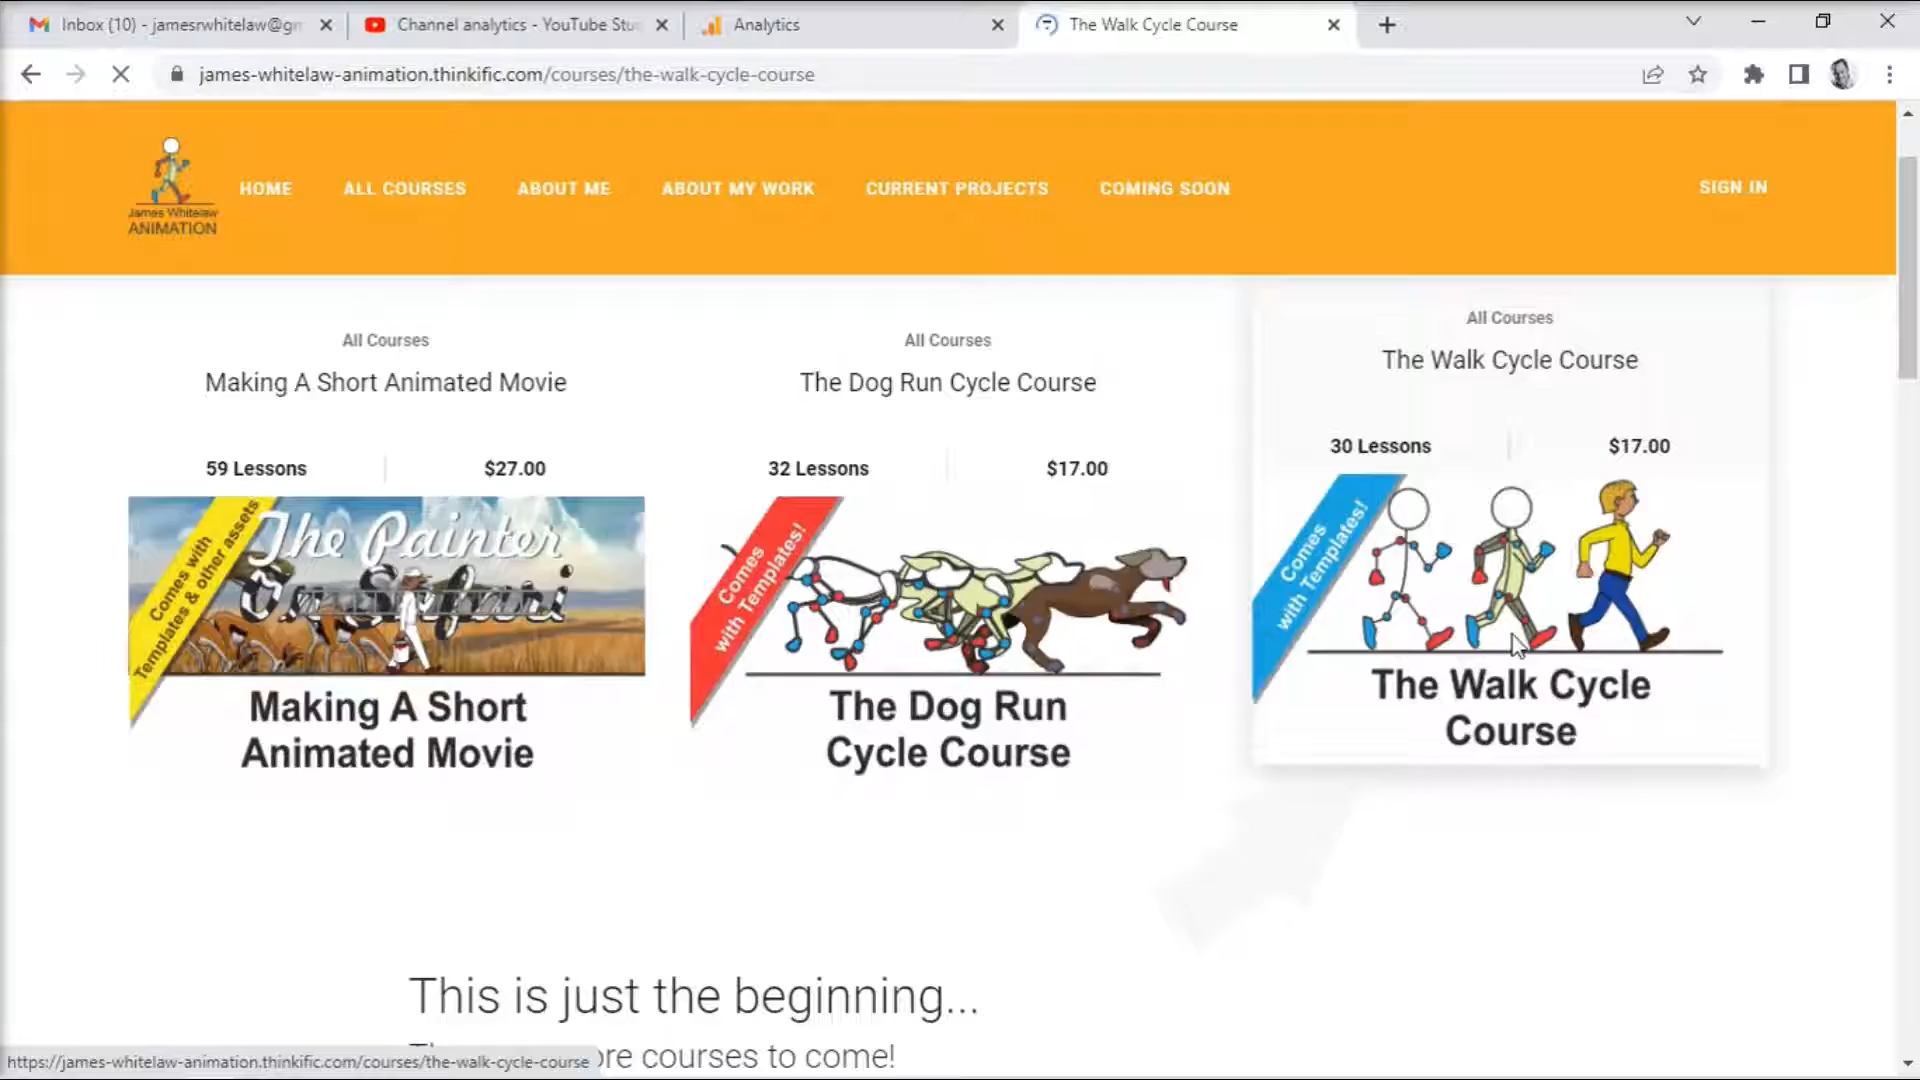 Inbox (10) - jamesrwhitelaw@gm
Channel analytics - YouTube Stu
Analytics
The Walk Cycle Course
james-whitelaw-animation.thinkific.com/courses/the-walk-cycle-course
James Whitelaw
ANIMATION
HOME
ALL COURSES
ABOUT ME
ABOUT MY WORK
CURRENT PROJECTS
COMING SOON
SIGN IN
All Courses
Making A Short Animated Movie
59 Lessons
$27.00
Comes with
Templates & other assets
The Painter
On Safari
Making A Short
Animated Movie
All Courses
The Dog Run Cycle Course
32 Lessons
$17.00
Comes
with Templates!
The Dog Run
Cycle Course
All Courses
The Walk Cycle Course
30 Lessons
$17.00
Comes
with Templates!
The Walk Cycle
Course
This is just the beginning...
ore courses to come!
https://james-whitelaw-animation.thinkific.com/courses/the-walk-cycle-course